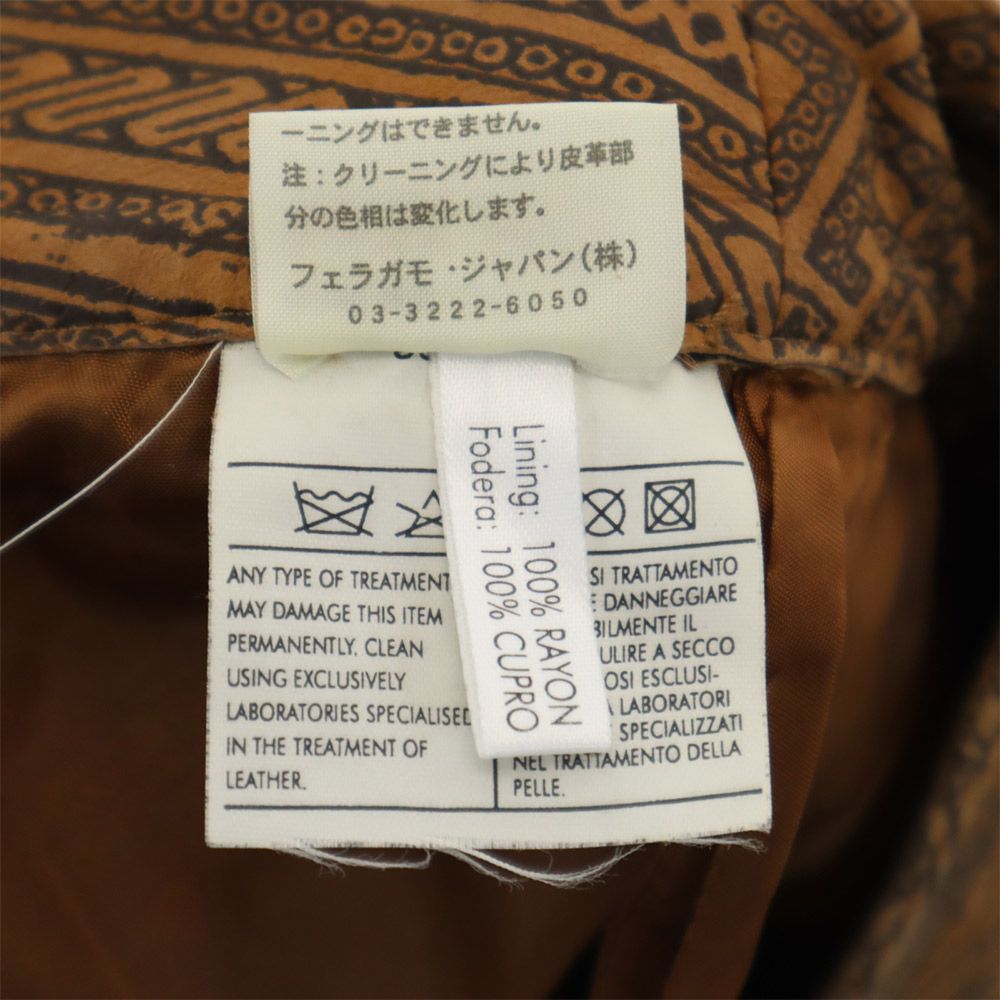 ーニングはできません。
注：クリーニングにより皮革部
分の色相は変化します。
フェラガモ・ジャパン(株)
03-3222-6050
Lining: 100% RAYON
Fodera: 100% CUPRO
ANY TYPE OF TREATMENT
MAY DAMAGE THIS ITEM
PERMANENTLY. CLEAN
USING EXCLUSIVELY
LABORATORIES SPECIALISED
IN THE TREATMENT OF
LEATHER.
SI TRATTAMENTO
E DANNEGGIARE
BILMENTE IL
ULIRE A SECCO
OSI ESCLUSI-
A LABORATORI
SPECIALIZZATI
NEL TRATTAMENTO DELLA
PELLE.